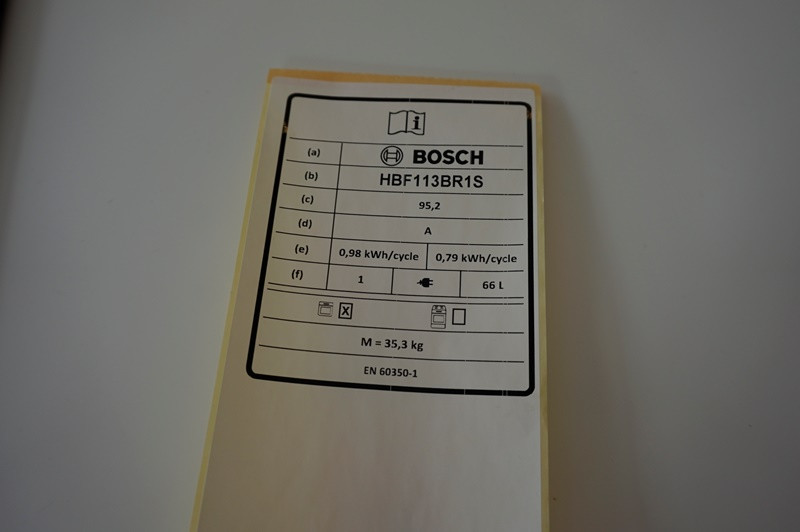 i
(a) BOSCH
(b) HBF113BR1S
(c) 95,2
(d) A
(e) 0,98 kWh/cycle 0,79 kWh/cycle
(f) 1 66 L
X
M = 35,3 kg
EN 60350-1